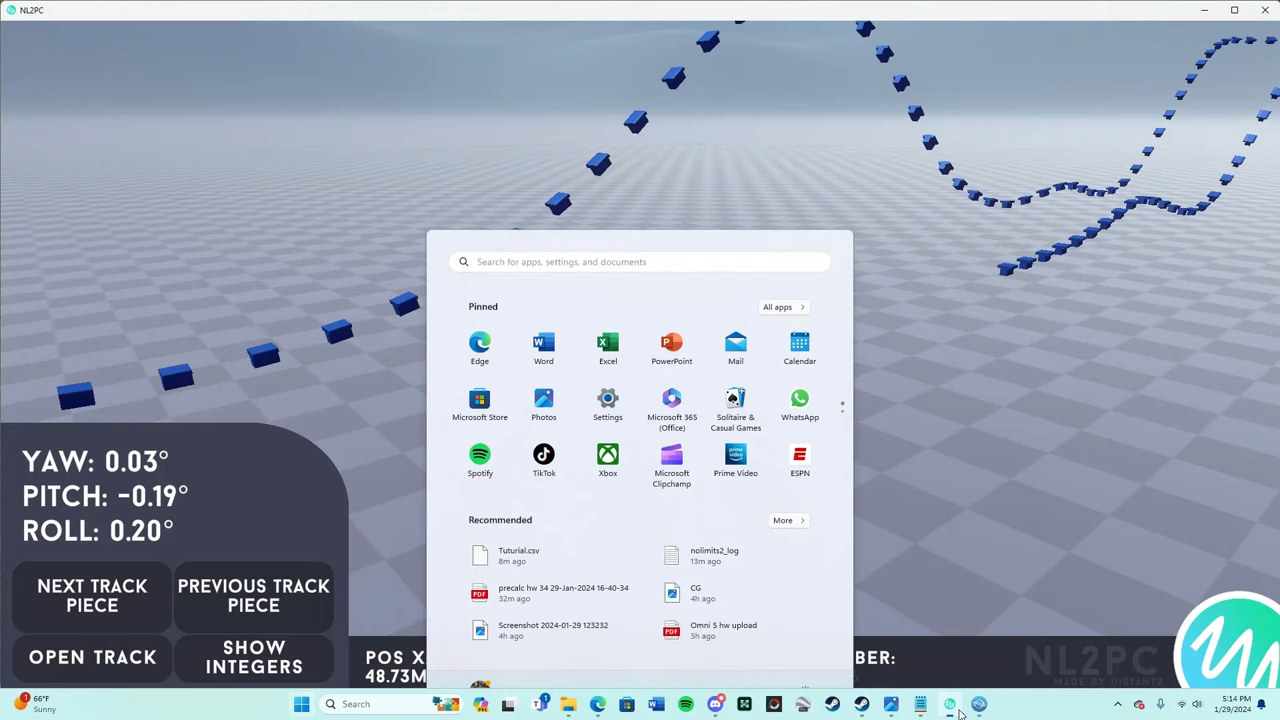 NL2PC
Search for apps, settings, and documents
Pinned
All apps
Edge
Word
Excel
PowerPoint
Mail
Calendar
Microsoft Store
Photos
Settings
Microsoft 365
(Office)
Solitaire &
Casual Games
WhatsApp
Spotify
TikTok
Xbox
Microsoft
Clipchamp
Prime Video
ESPN
Recommended
More
Tuturial.csv
8m ago
nolimits2_log
13m ago
precalc hw 34 29-Jan-2024 16-40-34
32m ago
CG
4h ago
Screenshot 2024-01-29 123232
4h ago
Omni 5 hw upload
5h ago
YAW: 0.03°
PITCH: -0.19°
ROLL: 0.20°
NEXT TRACK
PIECE
PREVIOUS TRACK
PIECE
OPEN TRACK
SHOW
INTEGERS
POS X
48.73M
BER:
NL2PC
MADE BY DISTANTZ
1
66°F
Sunny
Search
1
5:14 PM
1/29/2024